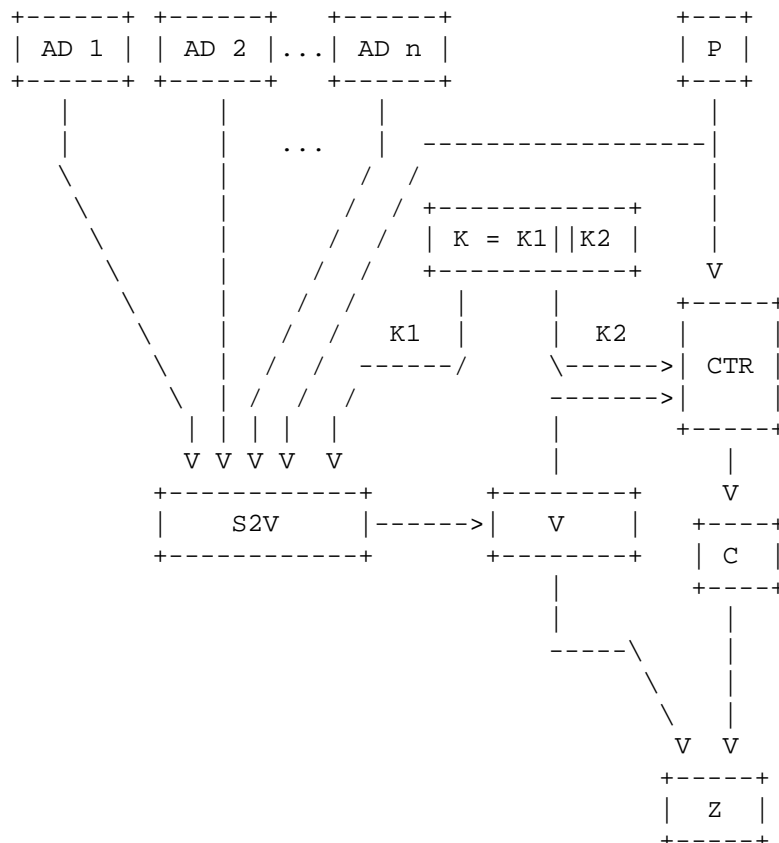 AD 1 AD 2 ... AD n P
...
K = K1||K2
K1 K2
CTR
S2V V
C
Z